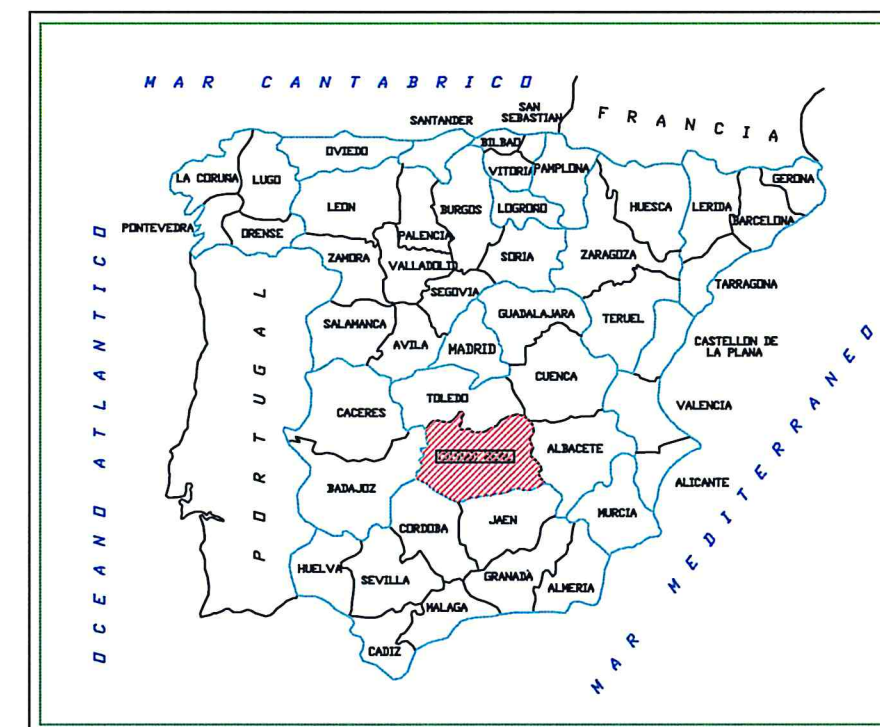 MAR CANTABRICO
FRANCIA
SAN
SEBASTIAN
SANTANDER
BILBAO
OVIEDO
LA CORUÑA
LUGO
VITORIA
PAMPLONA
GERONA
LEON
BURGOS
LOGROÑO
HUESCA
LERIDA
BARCELONA
PONTEVEDRA
ORENSE
PALENCIA
ZAMORA
VALLADOLID
SORIA
ZARAGOZA
TARRAGONA
SEGOVIA
SALAMANCA
AVILA
MADRID
GUADALAJARA
TERUEL
CASTELLON DE
LA PLANA
CUENCA
TOLEDO
CACERES
VALENCIA
ALBACETE
ALICANTE
BADAJOZ
CORDOBA
JAEN
MURCIA
HUELVA
SEVILLA
GRANADA
ALMERIA
MALAGA
CADIZ
PORTUGAL
OCEANO ATLANTICO
MAR MEDITERRANEO